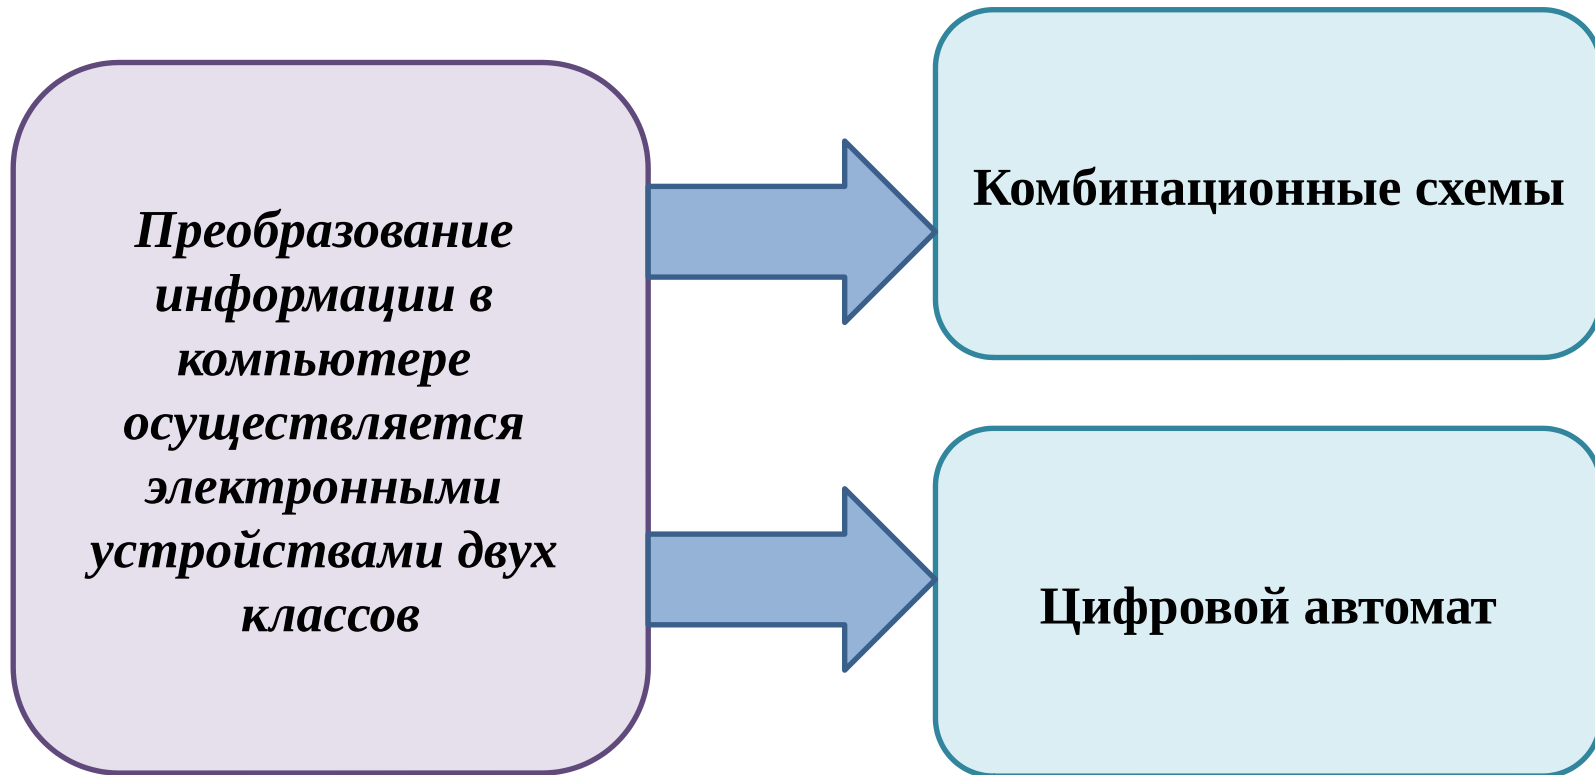 Преобразование
информации в
компьютере
осуществляется
электронными
устройствами двух
классов
Комбинационные схемы
Цифровой автомат